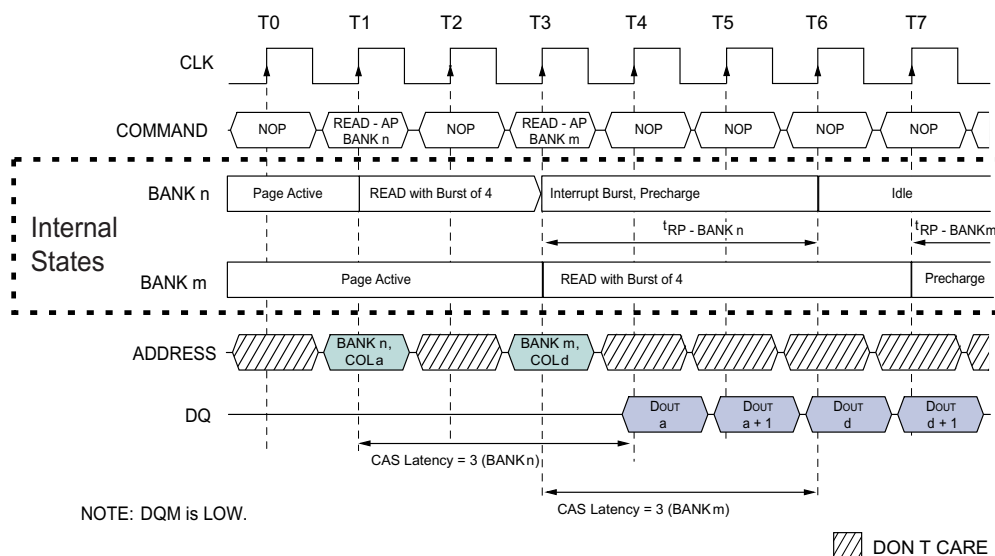 T0 T1 T2 T3 T4 T5 T6 T7
CLK
COMMAND NOP READ - AP BANK n NOP READ - AP BANK m NOP NOP NOP NOP
Internal States
BANK n Page Active READ with Burst of 4 Interrupt Burst, Precharge Idle
tRP - BANK n tRP - BANK m
BANK m Page Active READ with Burst of 4 Precharge
ADDRESS BANK n, COL a BANK m, COL d
DQ DOUT a DOUT a + 1 DOUT d DOUT d + 1
CAS Latency = 3 (BANK n)
CAS Latency = 3 (BANK m)
NOTE: DQM is LOW.
DON T CARE